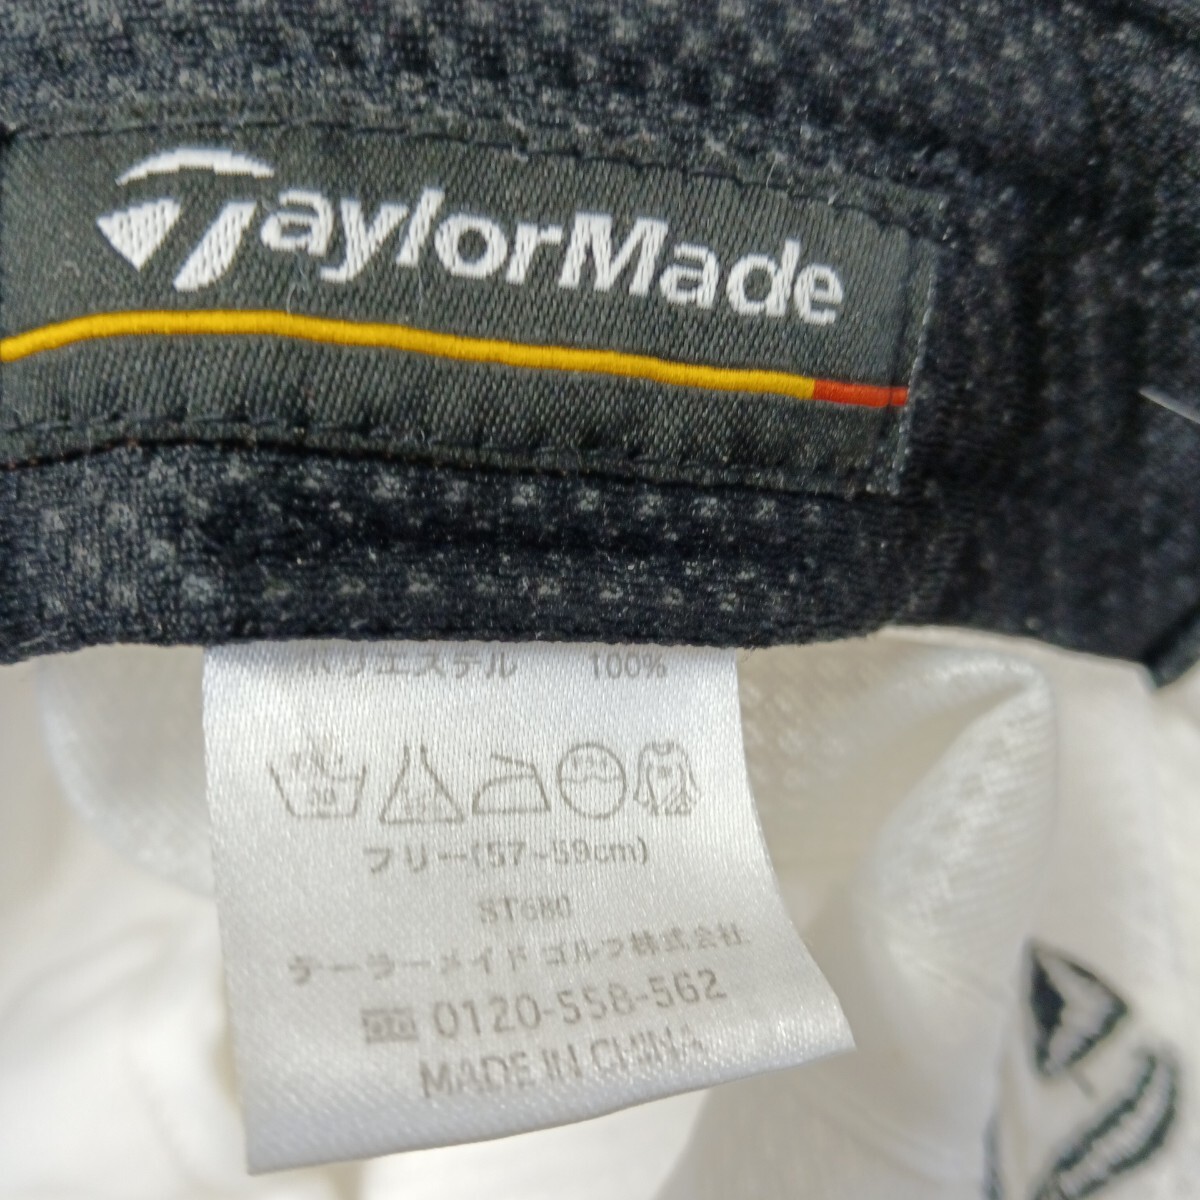 TaylorMade
ポリエステル 100%
30
フリー(57~59cm)
ST680
テーラーメイド ゴルフ株式会社
0120-558-562
MADE IN CHINA